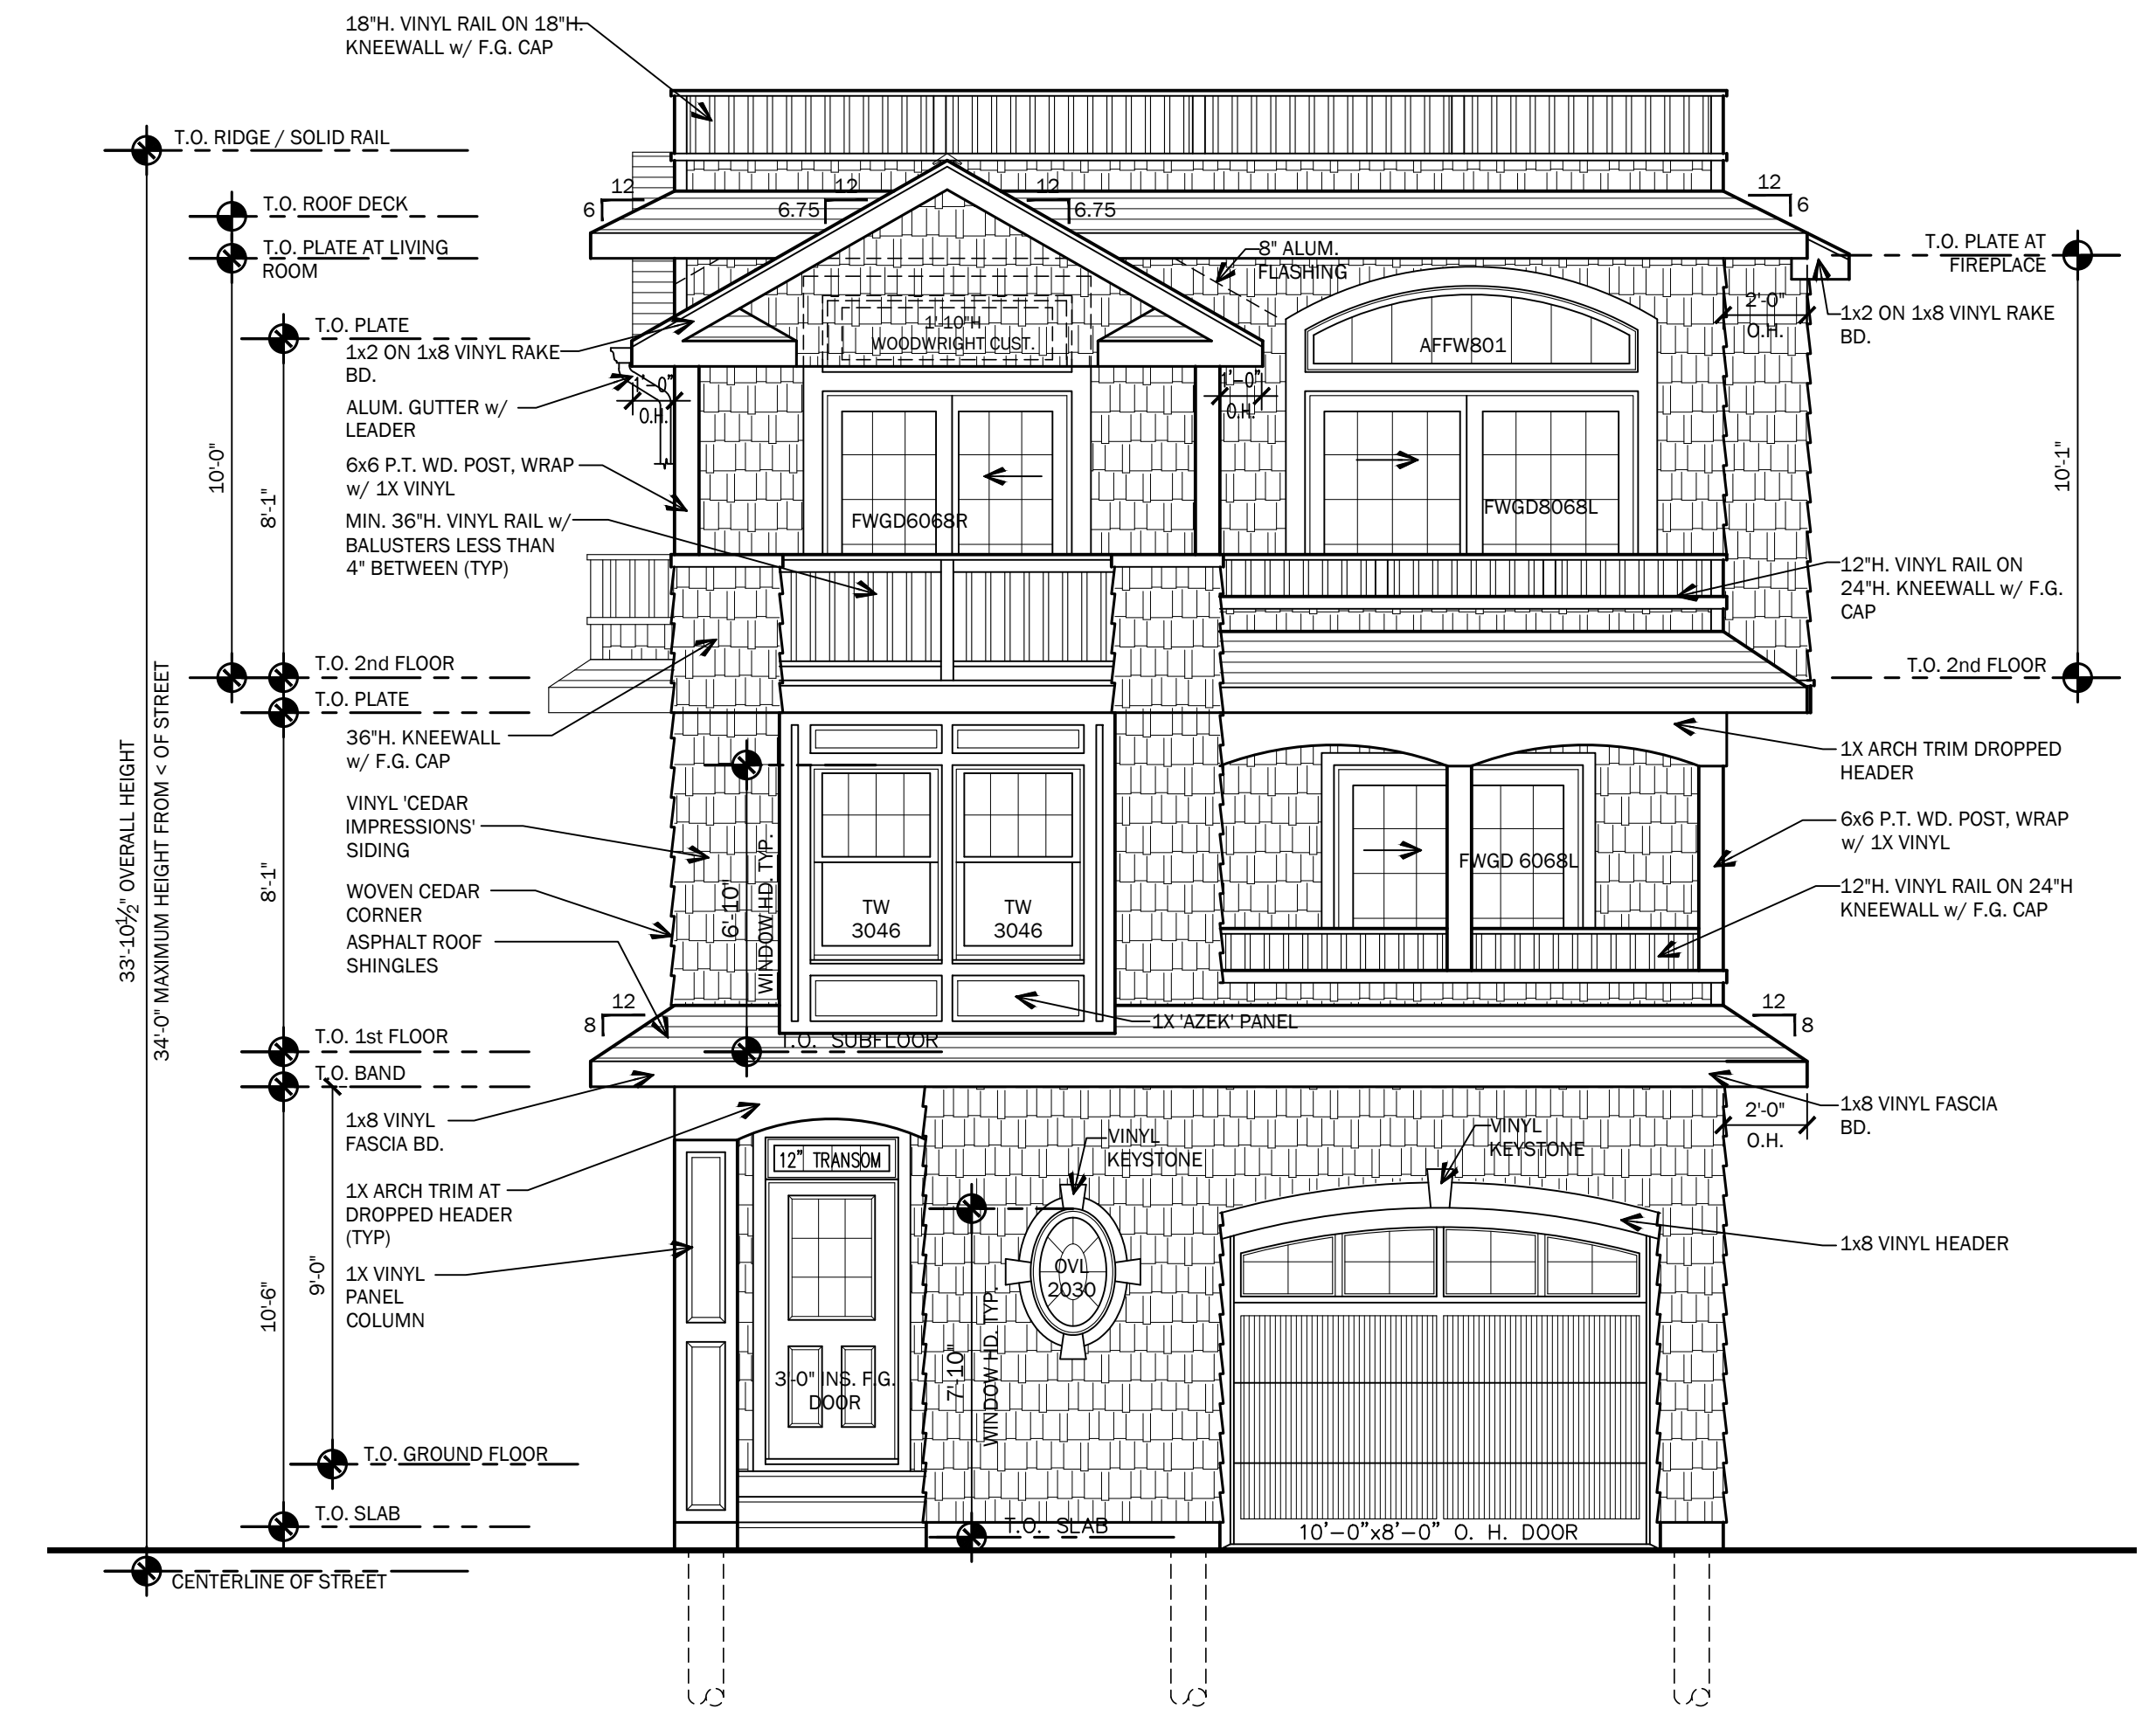 18"H. VINYL RAIL ON 18"H.
KNEEWALL w/ F.G. CAP
T.O. RIDGE / SOLID RAIL
T.O. ROOF DECK
T.O. PLATE AT LIVING
ROOM
T.O. PLATE
1x2 ON 1x8 VINYL RAKE
BD.
ALUM. GUTTER w/
LEADER
6x6 P.T. WD. POST, WRAP
w/ 1X VINYL
MIN. 36"H. VINYL RAIL w/
BALUSTERS LESS THAN
4" BETWEEN (TYP)
T.O. 2nd FLOOR
T.O. PLATE
36"H. KNEEWALL
w/ F.G. CAP
VINYL 'CEDAR
IMPRESSIONS'
SIDING
WOVEN CEDAR
CORNER
ASPHALT ROOF
SHINGLES
T.O. 1st FLOOR
T.O. BAND
1x8 VINYL
FASCIA BD.
1X ARCH TRIM AT
DROPPED HEADER
(TYP)
1X VINYL
PANEL
COLUMN
T.O. GROUND FLOOR
T.O. SLAB
CENTERLINE OF STREET
33'-10½" OVERALL HEIGHT
34'-0" MAXIMUM HEIGHT FROM < OF STREET
10'-0"
8'-1"
8'-1"
10'-6"
9'-0"
12
6
12
6.75
12
6.75
12
6
8" ALUM.
FLASHING
1'-10"H
WOODWRIGHT CUST.
1'-0"
O.H.
1'-0"
O.H.
AFFW801
2'-0"
O.H.
FWGD6068R
FWGD8068L
6'-10"
WINDOW HD. TYP.
TW
3046
TW
3046
FWGD 6068L
12
8
1X 'AZEK' PANEL
12
8
T.O. SUBFLOOR
12" TRANSOM
3'-0" INS. F.G.
DOOR
VINYL
KEYSTONE
OVL
2030
7'-10"
WINDOW HD. TYP.
T.O. SLAB
VINYL
KEYSTONE
10'-0"x8'-0" O. H. DOOR
2'-0"
O.H.
T.O. PLATE AT
FIREPLACE
1x2 ON 1x8 VINYL RAKE
BD.
10'-1"
12"H. VINYL RAIL ON
24"H. KNEEWALL w/ F.G.
CAP
T.O. 2nd FLOOR
1X ARCH TRIM DROPPED
HEADER
6x6 P.T. WD. POST, WRAP
w/ 1X VINYL
12"H. VINYL RAIL ON 24"H
KNEEWALL w/ F.G. CAP
1x8 VINYL FASCIA
BD.
1x8 VINYL HEADER